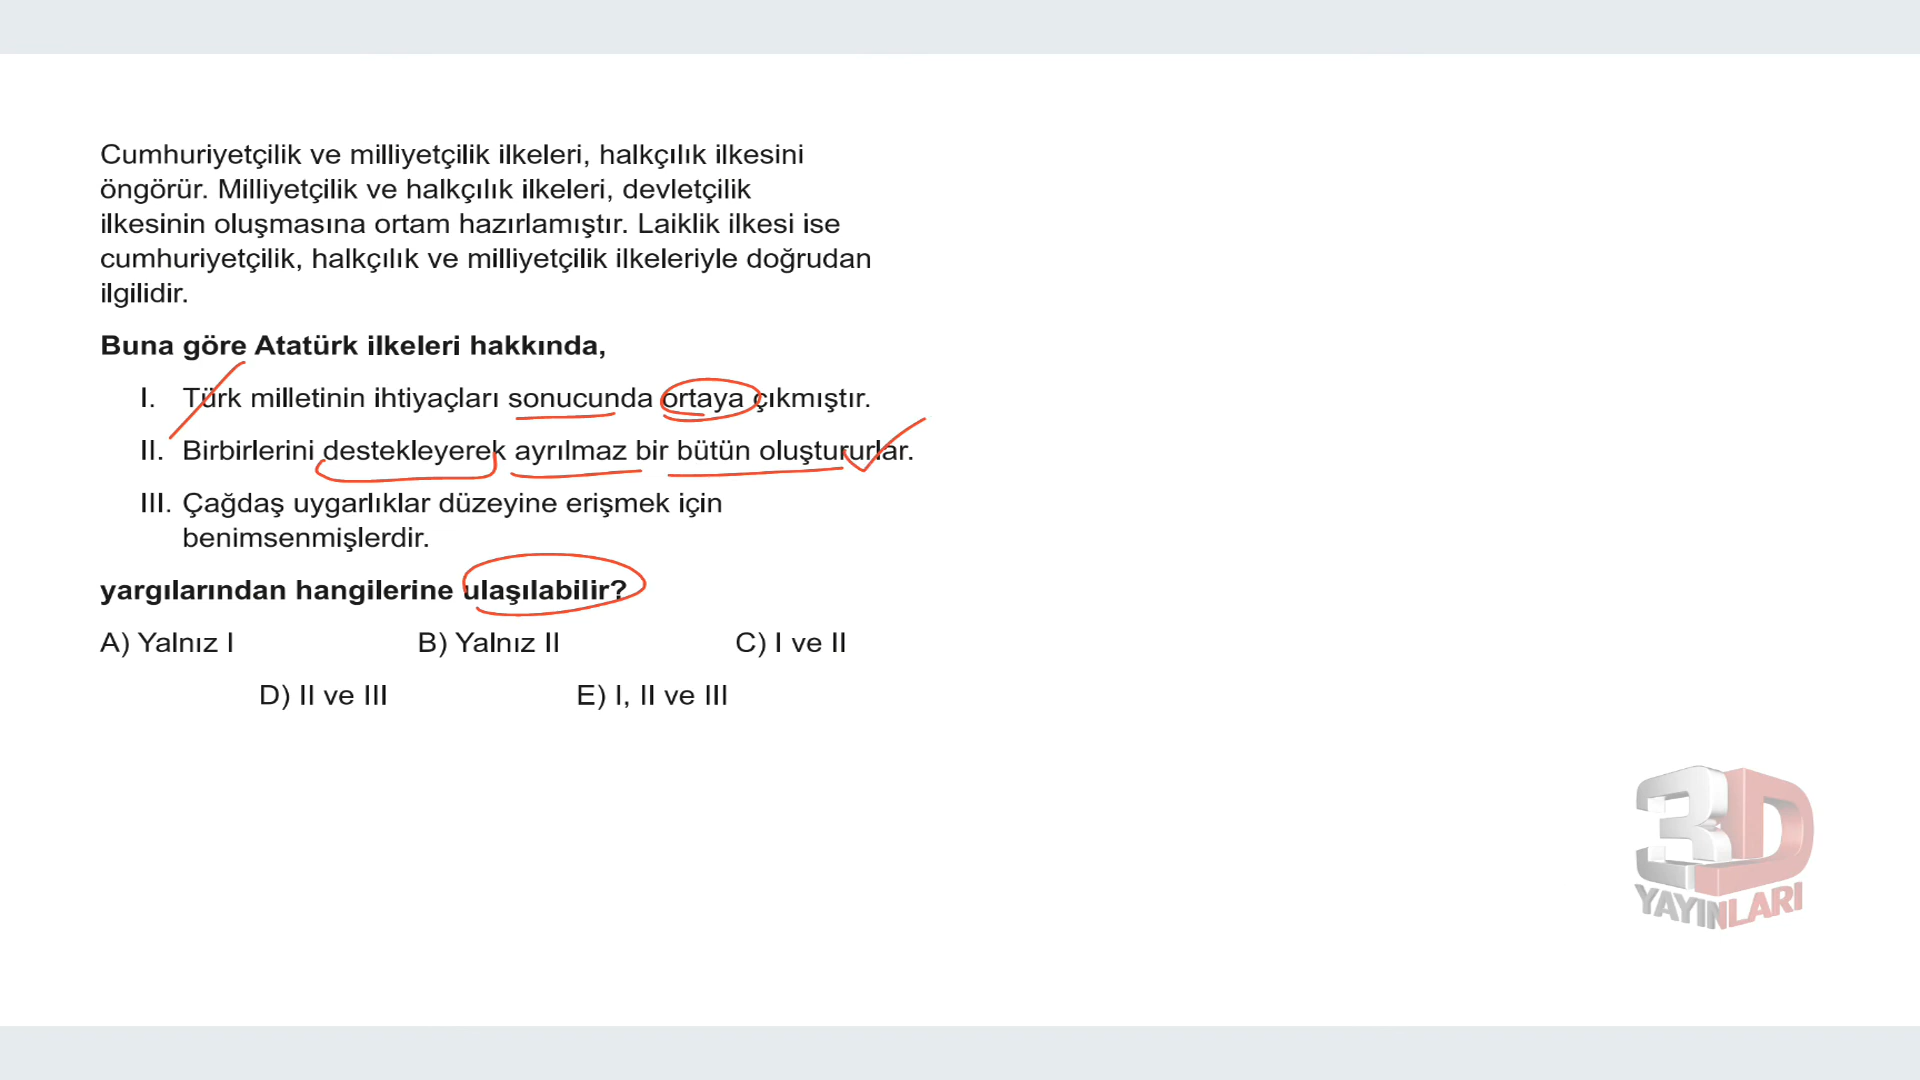 Cumhuriyetçilik ve milliyetçilik ilkeleri, halkçılık ilkesini
öngörür. Milliyetçilik ve halkçılık ilkeleri, devletçilik
ilkesinin oluşmasına ortam hazırlamıştır. Laiklik ilkesi ise
cumhuriyetçilik, halkçılık ve milliyetçilik ilkeleriyle doğrudan
ilgilidir.
Buna göre Atatürk ilkeleri hakkında,
I. Türk milletinin ihtiyaçları sonucunda ortaya çıkmıştır.
II. Birbirlerini destekleyerek ayrılmaz bir bütün oluştururlar.
III. Çağdaş uygarlıklar düzeyine erişmek için
benimsenmişlerdir.
yargılarından hangilerine ulaşılabilir?
A) Yalnız I B) Yalnız II C) I ve II
D) II ve III E) I, II ve III
3D
YAYINLARI